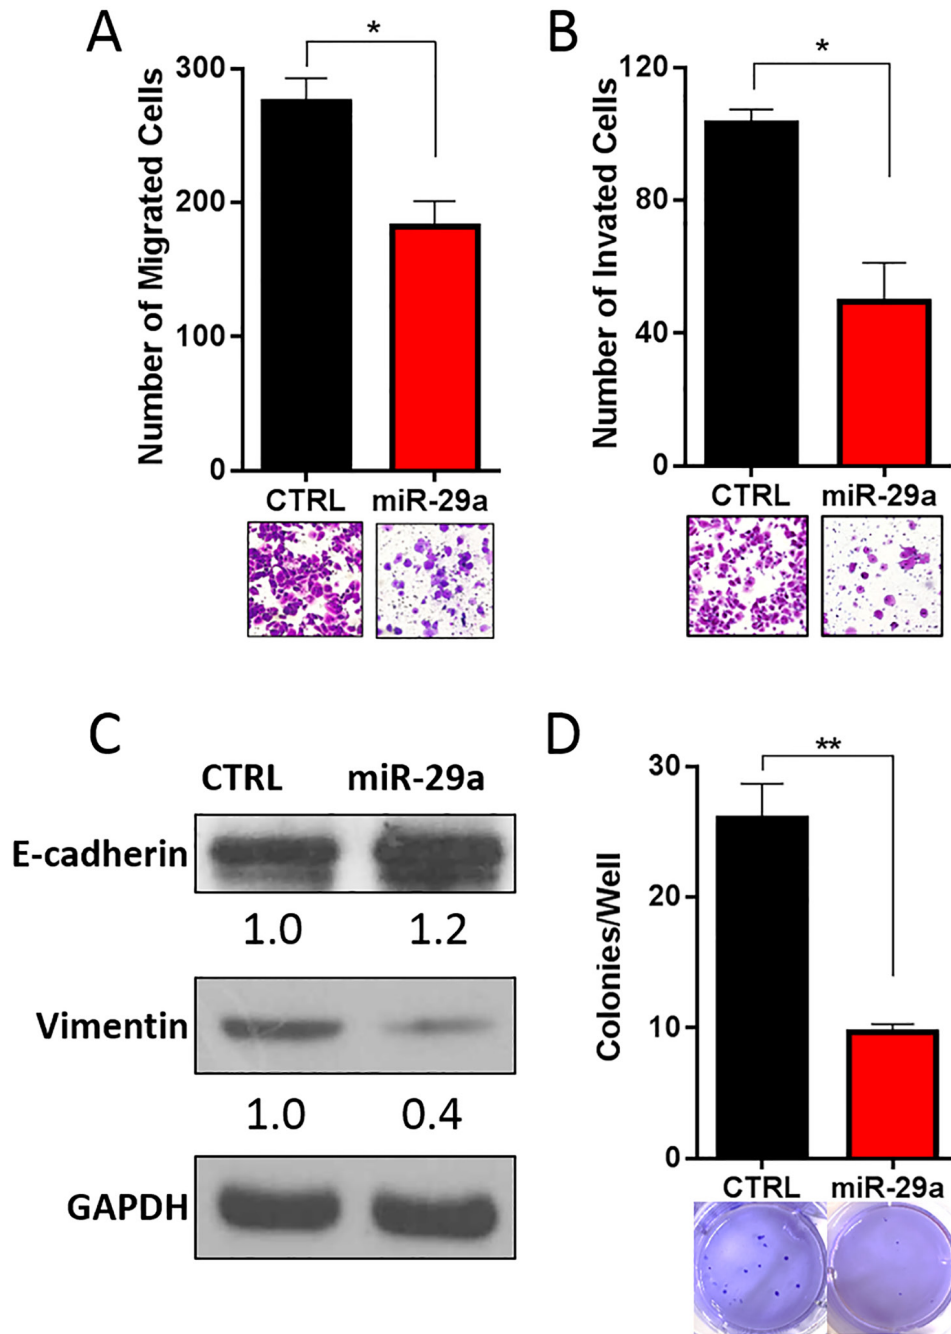 A
*
Number of Migrated Cells
300
200
100
0
CTRL miR-29a
B
*
Number of Invated Cells
120
80
40
0
CTRL miR-29a
C
CTRL miR-29a
E-cadherin
1.0 1.2
Vimentin
1.0 0.4
GAPDH
D
**
Colonies/Well
30
20
10
0
CTRL miR-29a